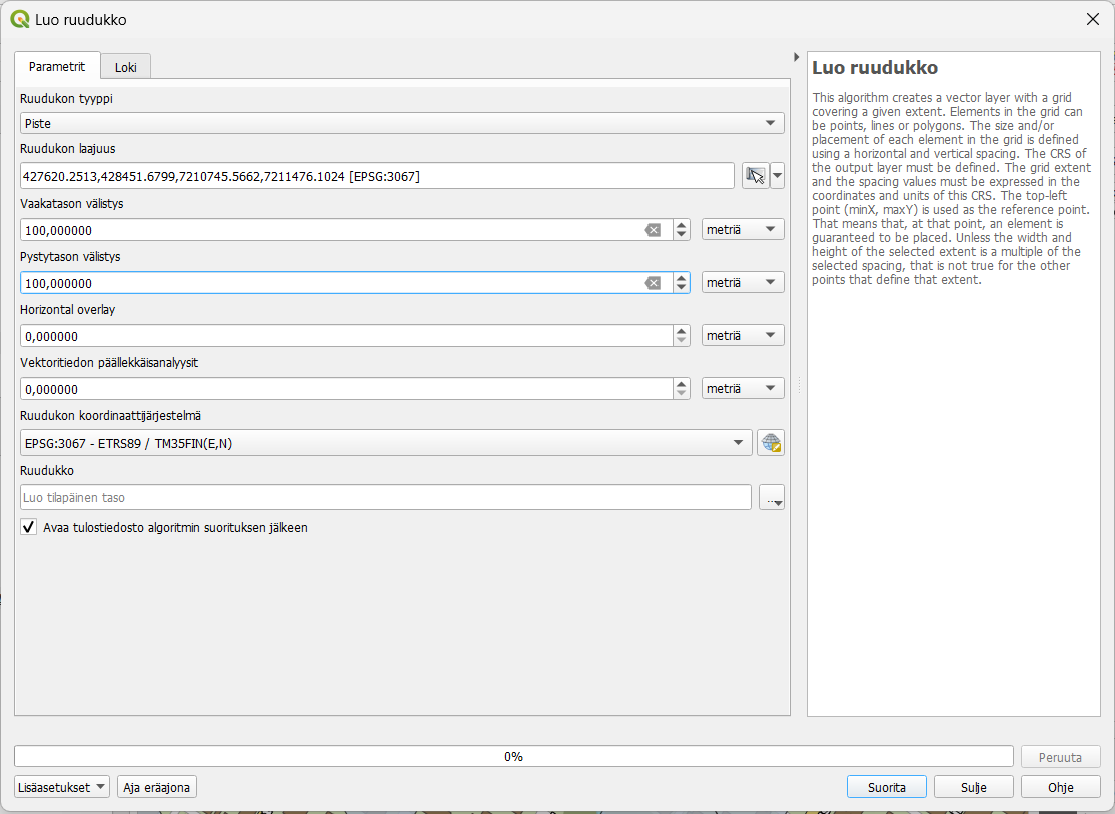 Luo ruudukko
Parametrit
Loki
Ruudukon tyyppi
Piste
Ruudukon laajuus
427620.2513,428451.6799,7210745.5662,7211476.1024 [EPSG:3067]
Vaakatason välistys
100,000000
metriä
Pystytason välistys
100,000000
metriä
Horizontal overlay
0,000000
metriä
Vektoritiedon päällekkäisanalyysit
0,000000
metriä
Ruudukon koordinaattijärjestelmä
EPSG:3067 - ETRS89 / TM35FIN(E,N)
Ruudukko
Luo tilapäinen taso
...
Avaa tulostiedosto algoritmin suorituksen jälkeen
Luo ruudukko
This algorithm creates a vector layer with a grid
covering a given extent. Elements in the grid can
be points, lines or polygons. The size and/or
placement of each element in the grid is defined
using a horizontal and vertical spacing. The CRS of
the output layer must be defined. The grid extent
and the spacing values must be expressed in the
coordinates and units of this CRS. The top-left
point (minX, maxY) is used as the reference point.
That means that, at that point, an element is
guaranteed to be placed. Unless the width and
height of the selected extent is a multiple of the
selected spacing, that is not true for the other
points that define that extent.
0%
Peruuta
Lisäasetukset
Aja eräajona
Suorita
Sulje
Ohje